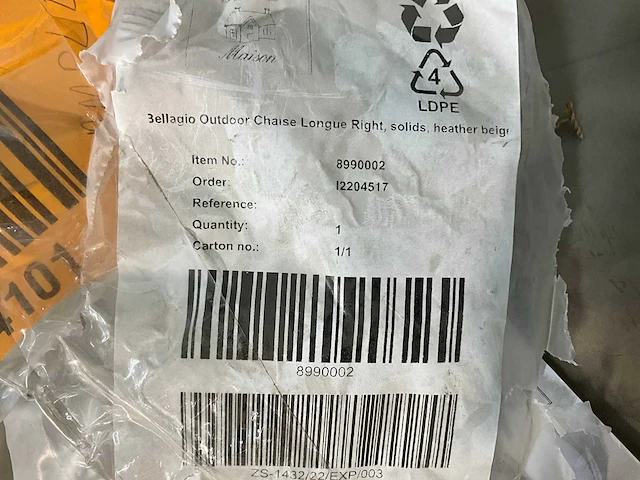 Maison
4
LDPE
Bellagio Outdoor Chaise Longue Right, solids, heather beige
Item No.: 8990002
Order: I2204517
Reference:
Quantity: 1
Carton no.: 1/1
8990002
ZS-1432/22/EXP/003
4101